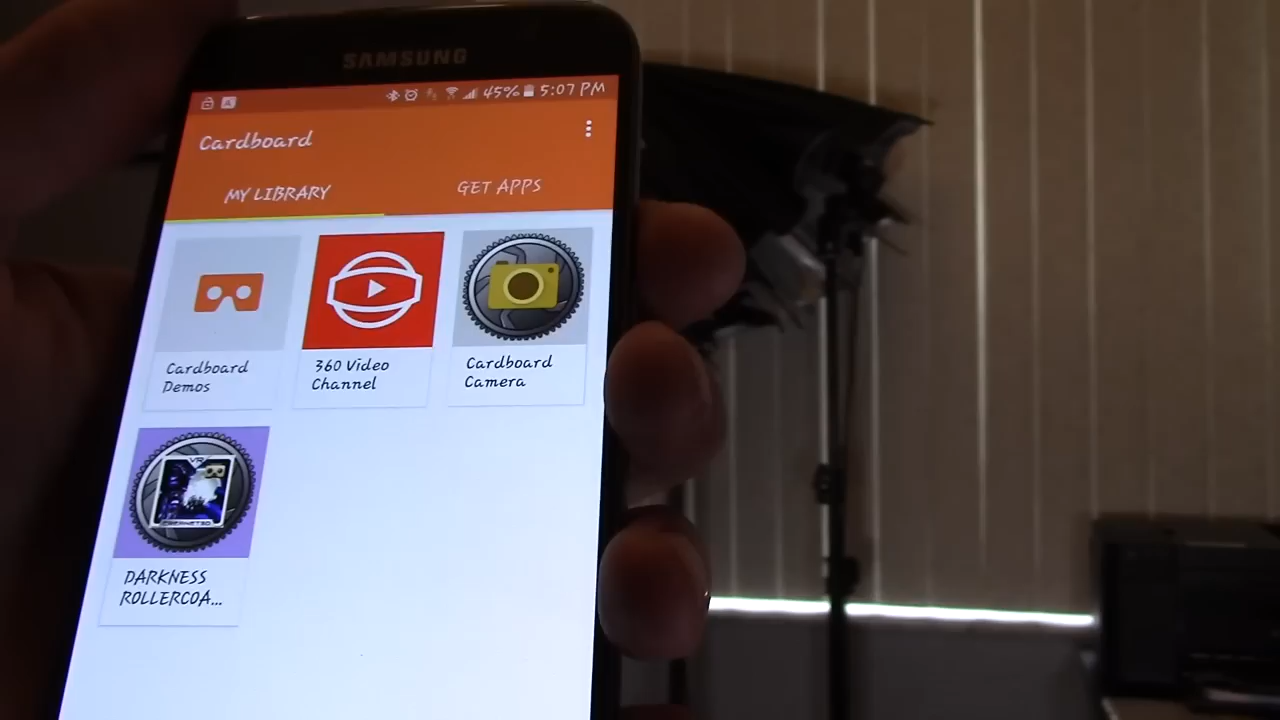 SAMSUNG
45% 5:07 PM
Cardboard
MY LIBRARY
GET APPS
Cardboard
Demos
360 Video
Channel
Cardboard
Camera
VR
DARKNESS
ROLLERCOA...